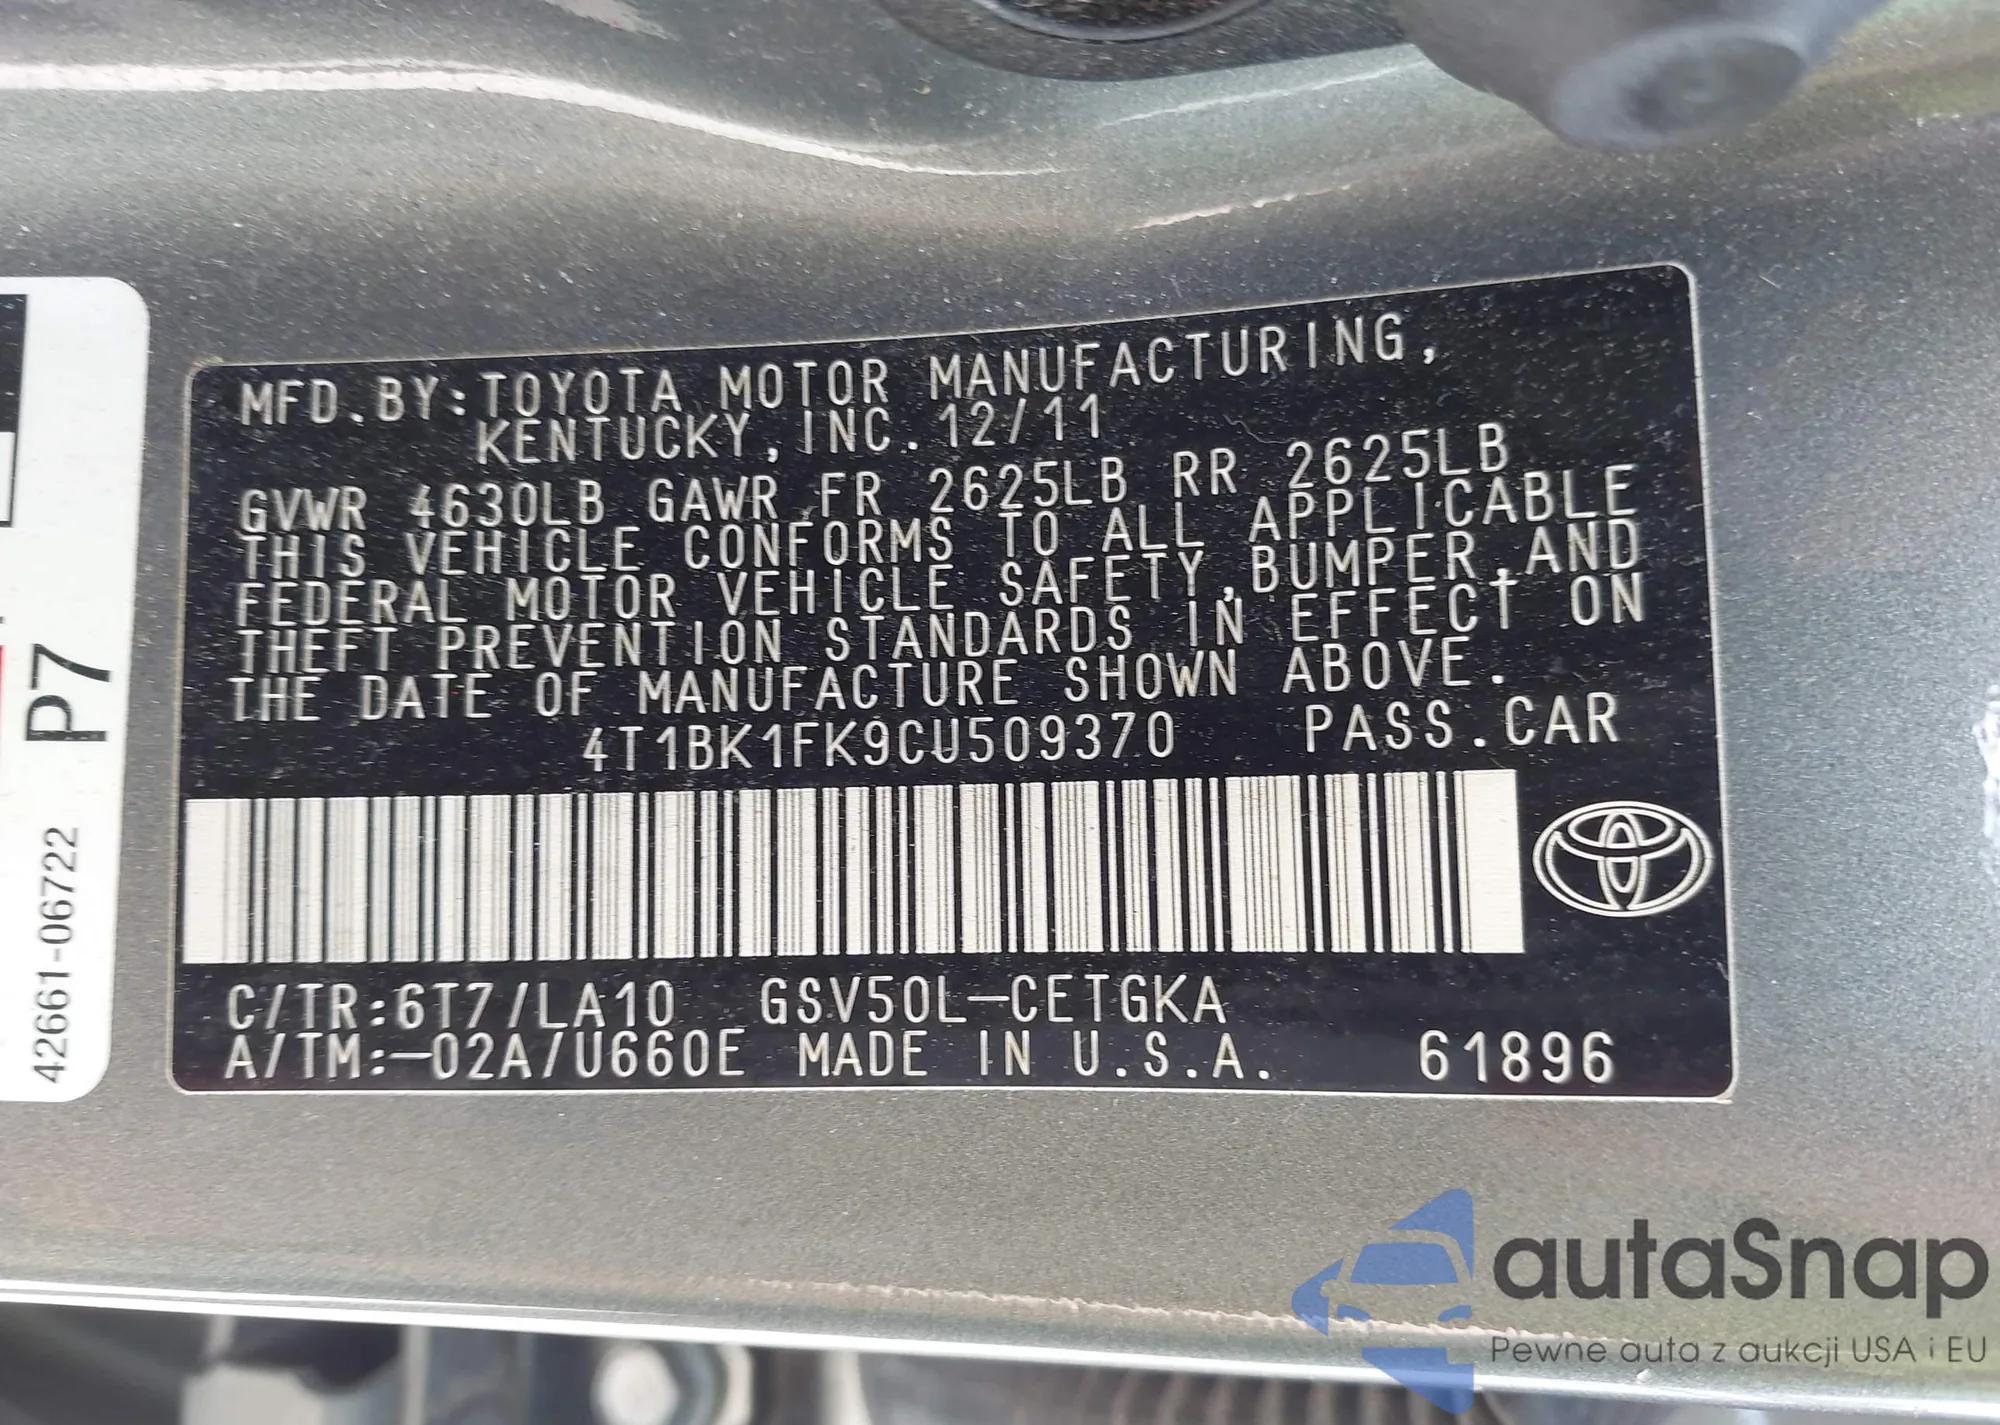 MFD.BY:TOYOTA MOTOR MANUFACTURING,
KENTUCKY,INC.12/11
GVWR 4630LB GAWR FR 2625LB RR 2625LB
THIS VEHICLE CONFORMS TO ALL APPLICABLE
FEDERAL MOTOR VEHICLE SAFETY,BUMPER,AND
THEFT PREVENTION STANDARDS IN EFFECT ON
THE DATE OF MANUFACTURE SHOWN ABOVE.
4T1BK1FK9CU509370 PASS.CAR
C/TR:6T7/LA10 GSV50L-CETGKA
A/TM:-02A/U660E MADE IN U.S.A. 61896
P7
42661-06722
autaSnap
Pewne auta z aukcji USA i EU